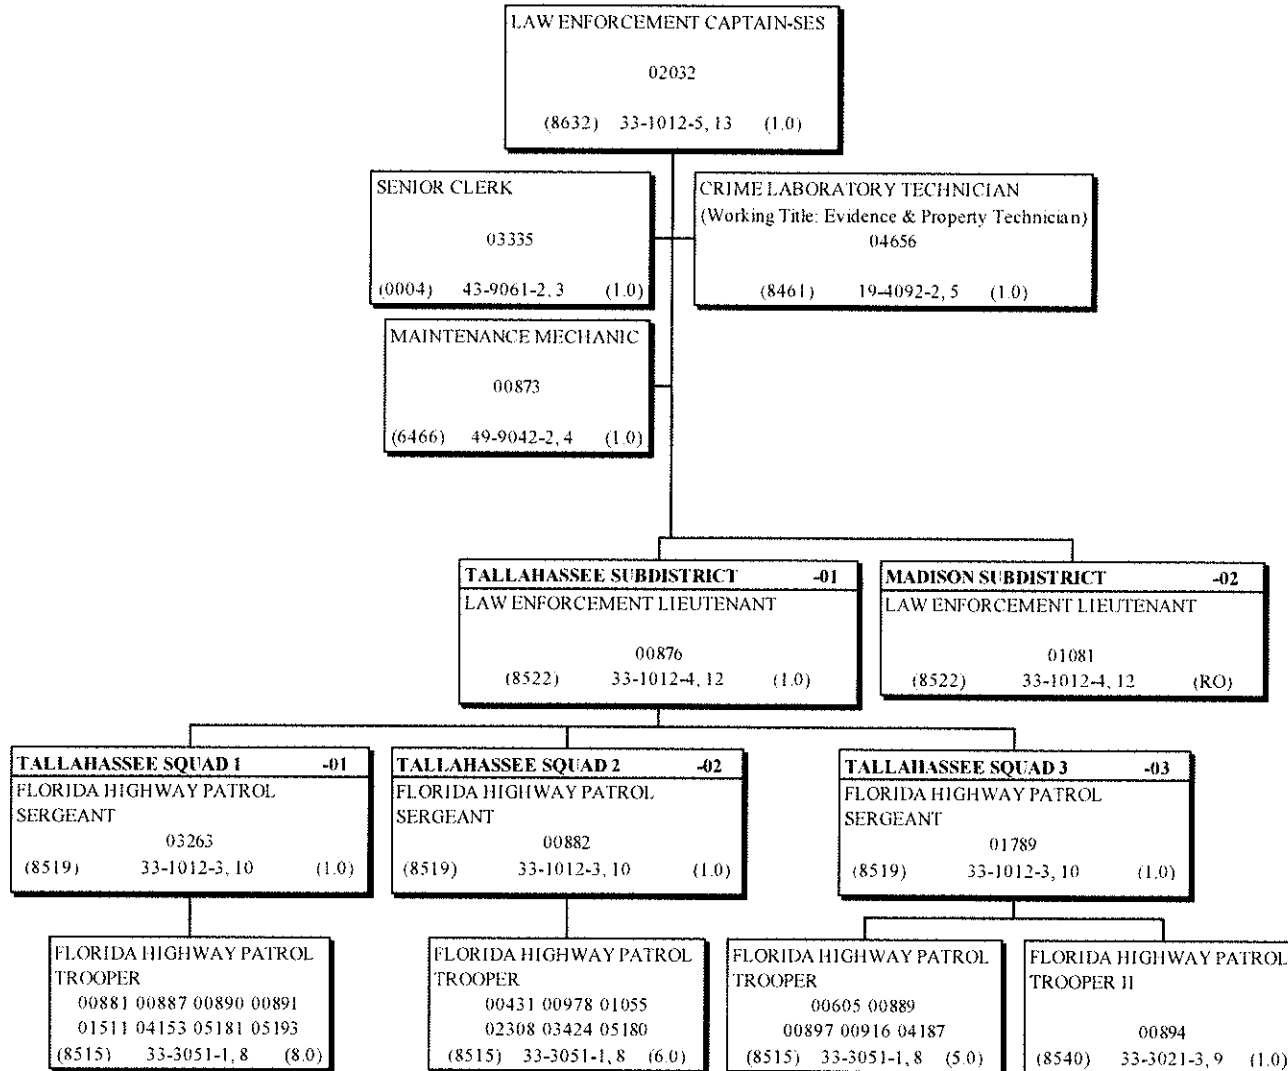 LAW ENFORCEMENT CAPTAIN-SES
02032
(8632) 33-1012-5, 13 (1.0)
SENIOR CLERK
03335
(0004) 43-9061-2, 3 (1.0)
CRIME LABORATORY TECHNICIAN
(Working Title: Evidence & Property Technician)
04656
(8461) 19-4092-2, 5 (1.0)
MAINTENANCE MECHANIC
00873
(6466) 49-9042-2, 4 (1.0)
TALLAHASSEE SUBDISTRICT -01
LAW ENFORCEMENT LIEUTENANT
00876
(8522) 33-1012-4, 12 (1.0)
MADISON SUBDISTRICT -02
LAW ENFORCEMENT LIEUTENANT
01081
(8522) 33-1012-4, 12 (RO)
TALLAHASSEE SQUAD 1 -01
FLORIDA HIGHWAY PATROL
SERGEANT
03263
(8519) 33-1012-3, 10 (1.0)
TALLAHASSEE SQUAD 2 -02
FLORIDA HIGHWAY PATROL
SERGEANT
00882
(8519) 33-1012-3, 10 (1.0)
TALLAHASSEE SQUAD 3 -03
FLORIDA HIGHWAY PATROL
SERGEANT
01789
(8519) 33-1012-3, 10 (1.0)
FLORIDA HIGHWAY PATROL
TROOPER
00881 00887 00890 00891
01511 04153 05181 05193
(8515) 33-3051-1, 8 (8.0)
FLORIDA HIGHWAY PATROL
TROOPER
00431 00978 01055
02308 03424 05180
(8515) 33-3051-1, 8 (6.0)
FLORIDA HIGHWAY PATROL
TROOPER
00605 00889
00897 00916 04187
(8515) 33-3051-1, 8 (5.0)
FLORIDA HIGHWAY PATROL
TROOPER II
00894
(8540) 33-3021-3, 9 (1.0)